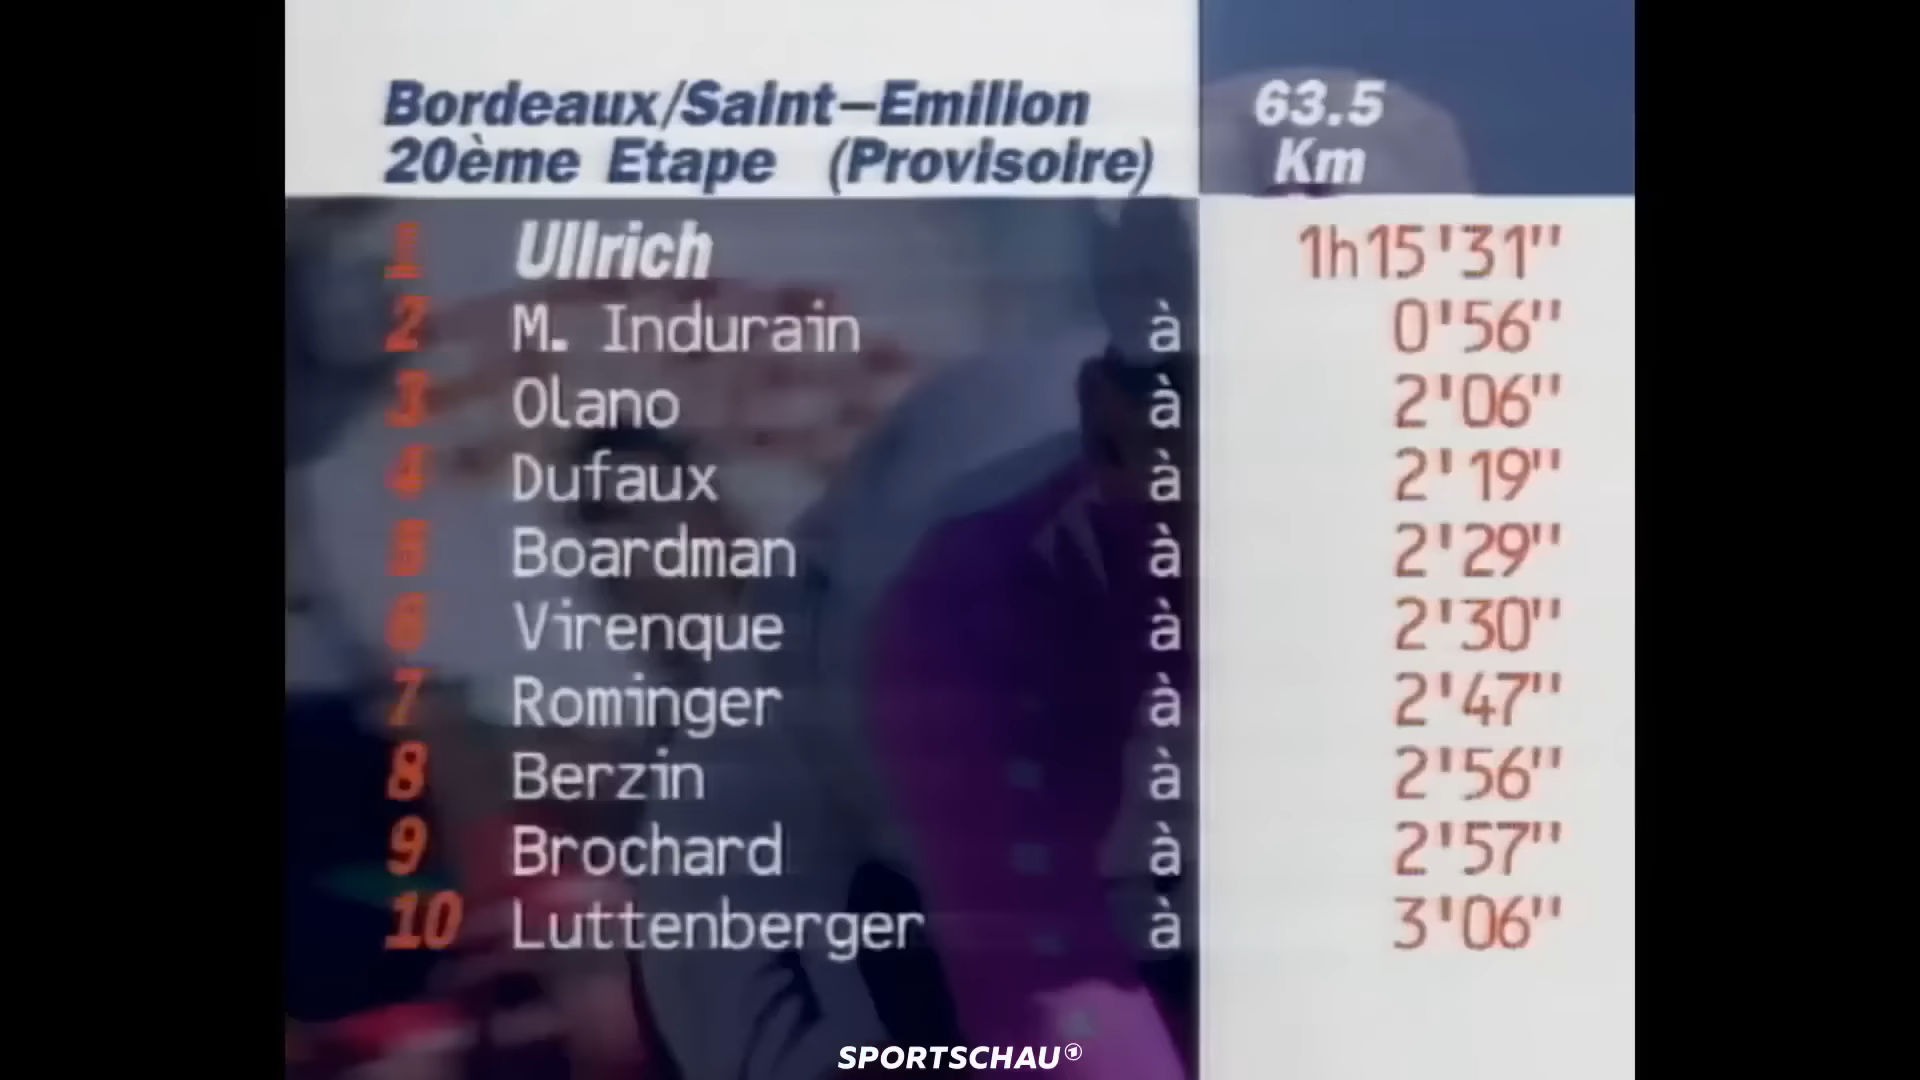 Bordeaux/Saint-Emilion 63.5
20ème Etape (Provisoire) Km
1 Ullrich 1h15'31''
2 M. Indurain à 0'56''
3 Olano à 2'06''
4 Dufaux à 2'19''
5 Boardman à 2'29''
6 Virenque à 2'30''
7 Rominger à 2'47''
8 Berzin à 2'56''
9 Brochard à 2'57''
10 Luttenberger à 3'06''
SPORTSCHAU